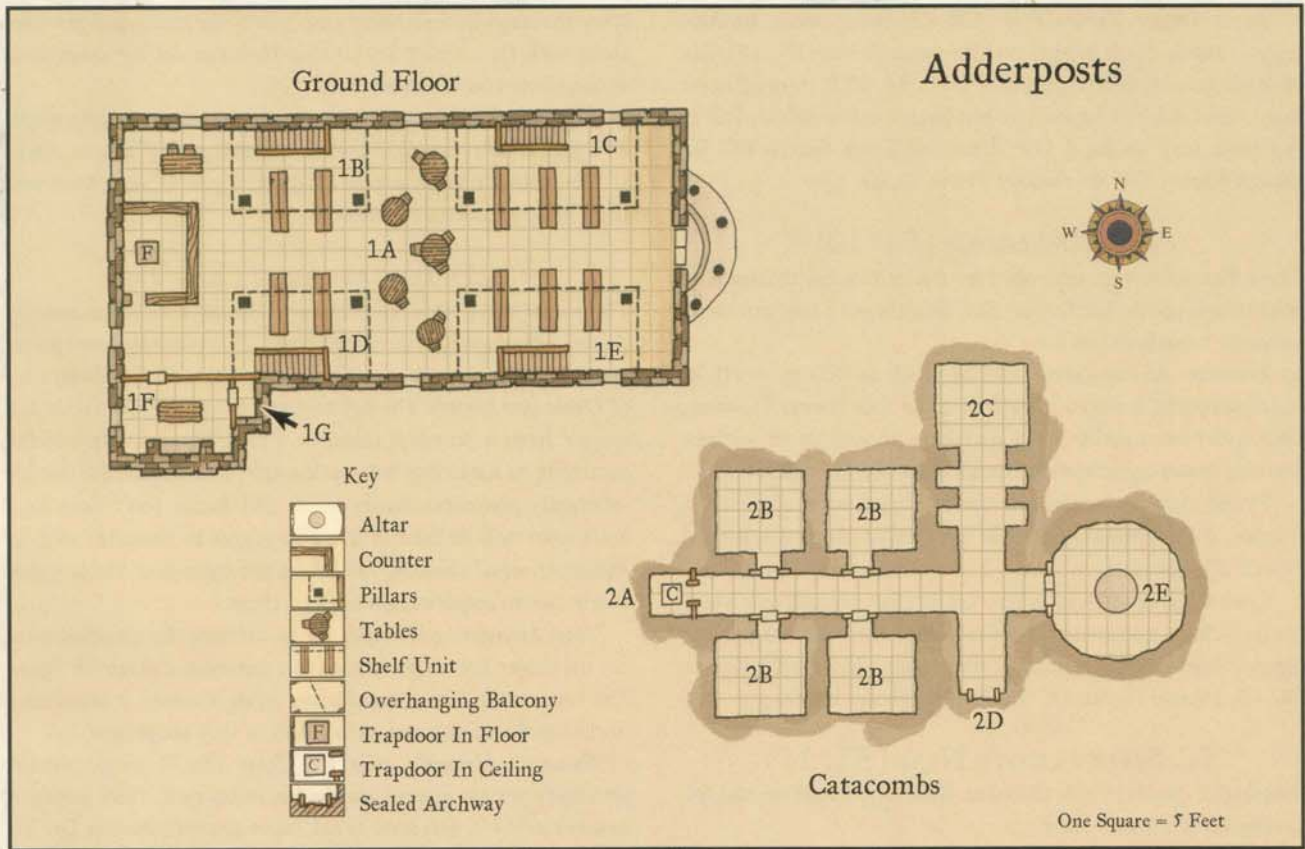 Adderposts
Ground Floor
1A
1B
1C
1D
1E
1F
1G
F
N
W E
S
Key
Altar
Counter
Pillars
Tables
Shelf Unit
Overhanging Balcony
F Trapdoor In Floor
C Trapdoor In Ceiling
Sealed Archway
2C
2B 2B
2A C 2E
2B 2B
2D
Catacombs
One Square = 5 Feet